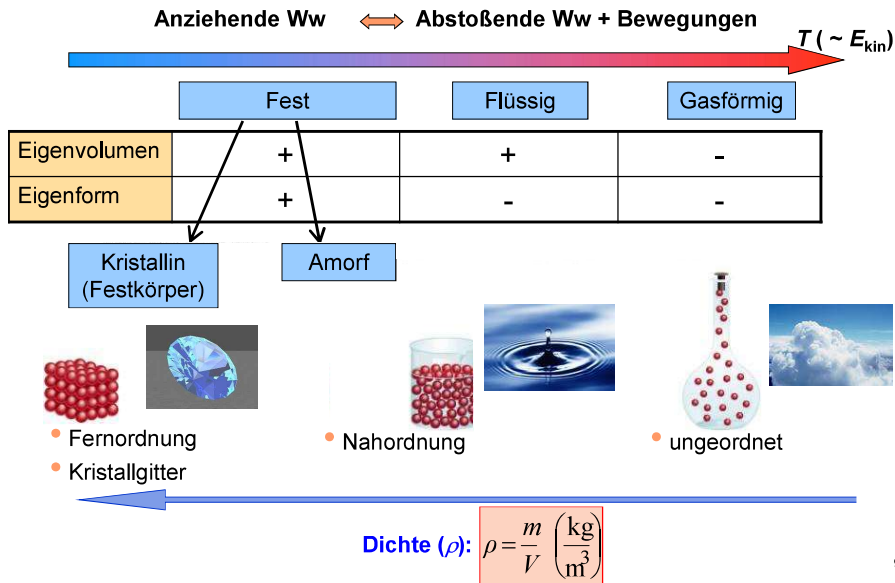 Anziehende Ww ⇔ Abstoßende Ww + Bewegungen
T ( ~ E_kin)
Fest Flüssig Gasförmig
Eigenvolumen + + -
Eigenform + - -
Kristallin
(Festkörper)
Amorf
• Fernordnung
• Kristallgitter
• Nahordnung
• ungeordnet
Dichte (ρ): ρ = m/V (kg/m³)